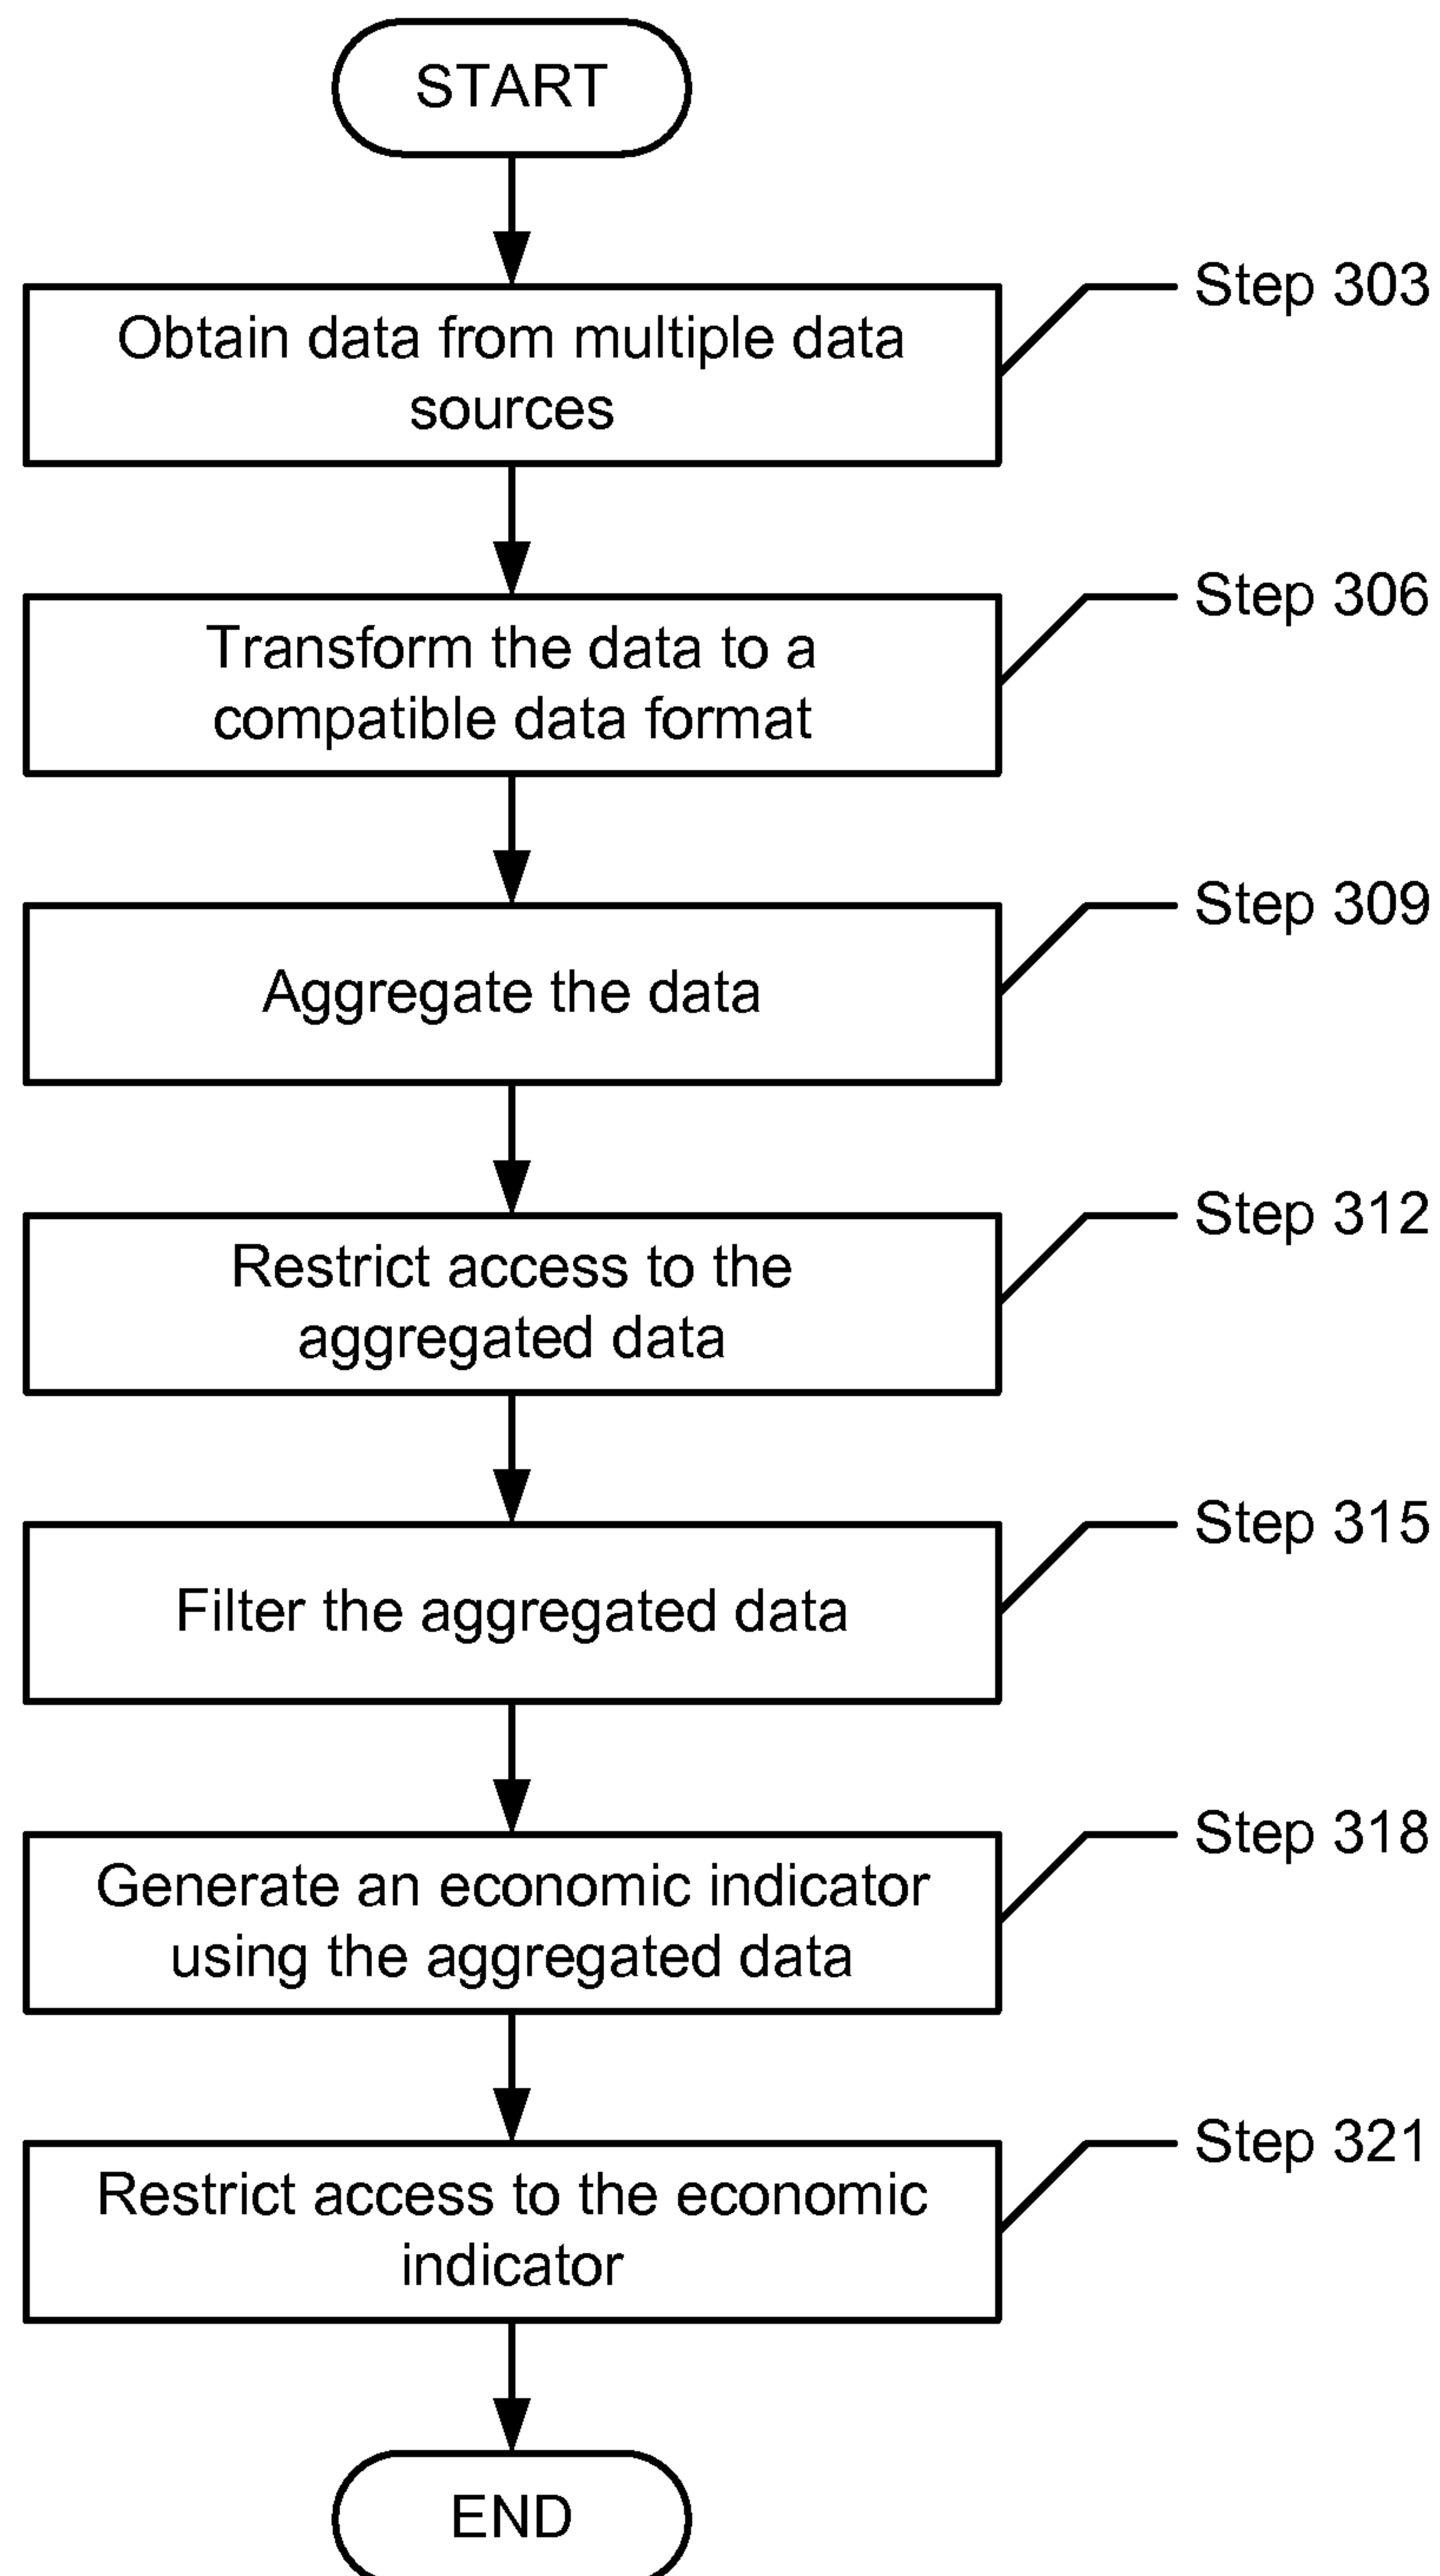 START
Step 303
Obtain data from multiple data
sources
Step 306
Transform the data to a
compatible data format
Step 309
Aggregate the data
Step 312
Restrict access to the
aggregated data
Step 315
Filter the aggregated data
Step 318
Generate an economic indicator
using the aggregated data
Step 321
Restrict access to the economic
indicator
END